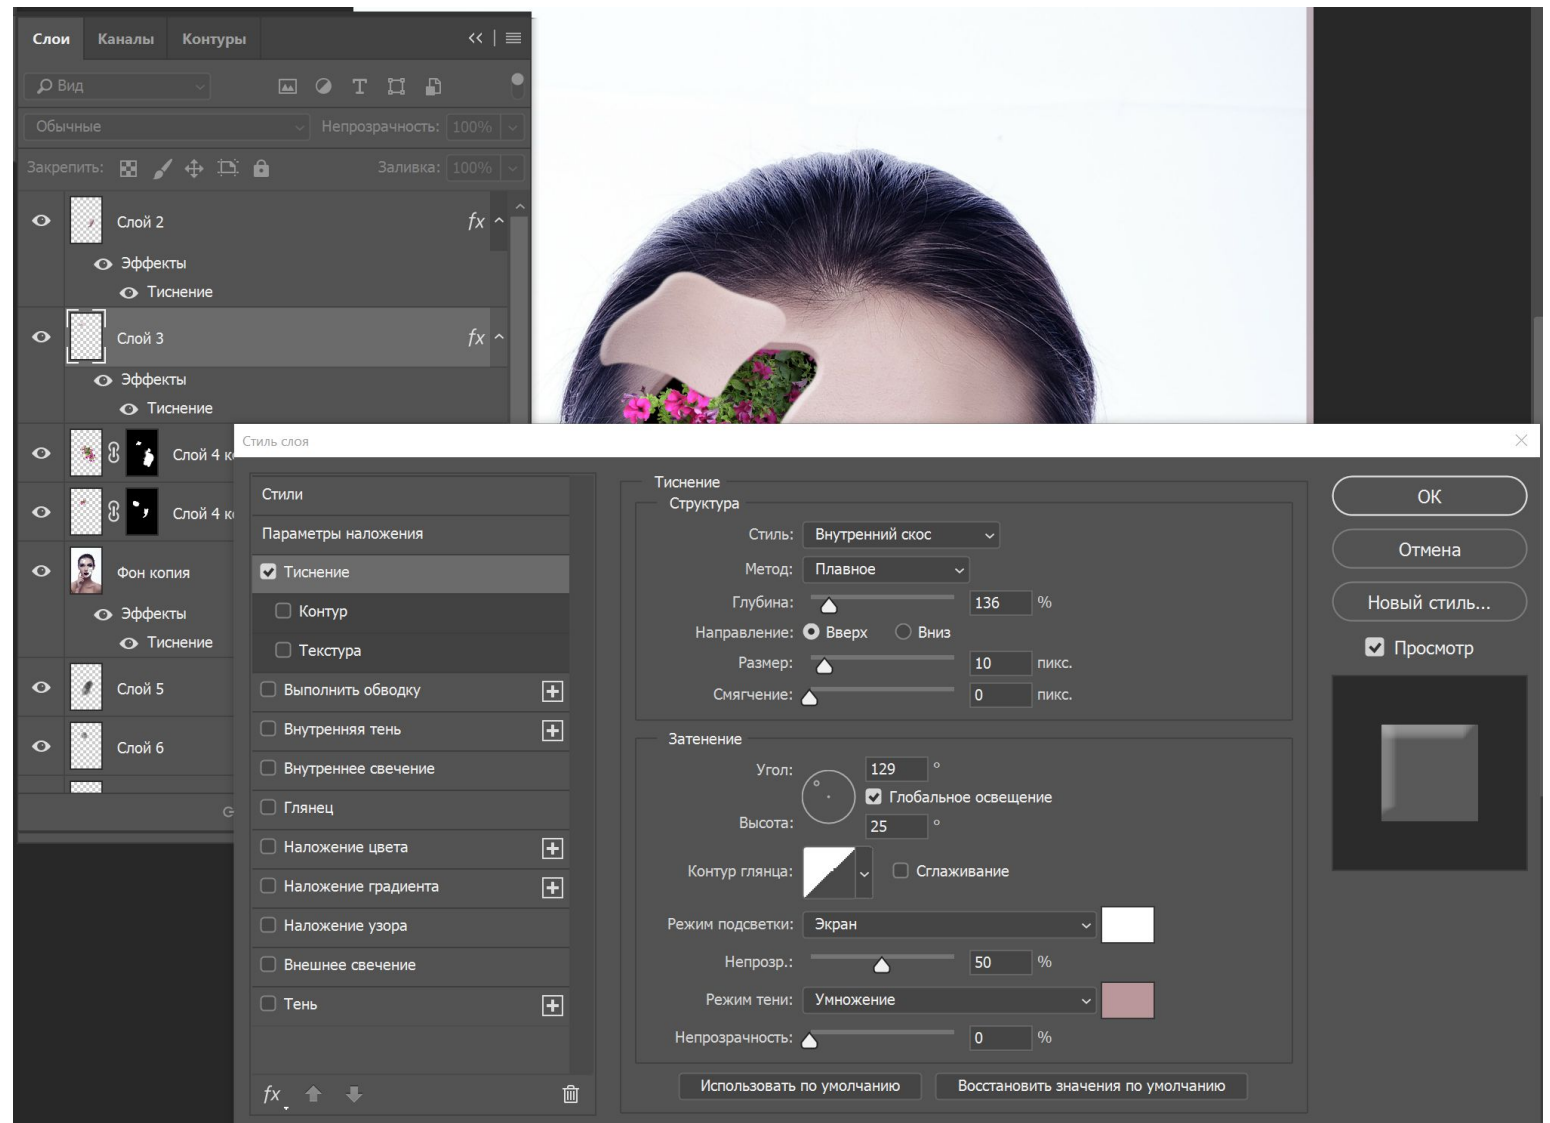 Слои Каналы Контуры
Вид
Обычные Непрозрачность: 100%
Закрепить: Заливка: 100%
Слой 2 fx
Эффекты
Тиснение
Слой 3 fx
Эффекты
Тиснение
Слой 4 к
Слой 4 к
Фон копия
Эффекты
Тиснение
Слой 5
Слой 6
Стиль слоя
Стили
Параметры наложения
Тиснение
Контур
Текстура
Выполнить обводку
Внутренняя тень
Внутреннее свечение
Глянец
Наложение цвета
Наложение градиента
Наложение узора
Внешнее свечение
Тень
fx
Тиснение
Структура
Стиль: Внутренний скос
Метод: Плавное
Глубина: 136 %
Направление: Вверх Вниз
Размер: 10 пикс.
Смягчение: 0 пикс.
Затенение
Угол: 129 °
Глобальное освещение
Высота: 25 °
Контур глянца: Сглаживание
Режим подсветки: Экран
Непрозр.: 50 %
Режим тени: Умножение
Непрозрачность: 0 %
Использовать по умолчанию Восстановить значения по умолчанию
ОК
Отмена
Новый стиль...
Просмотр